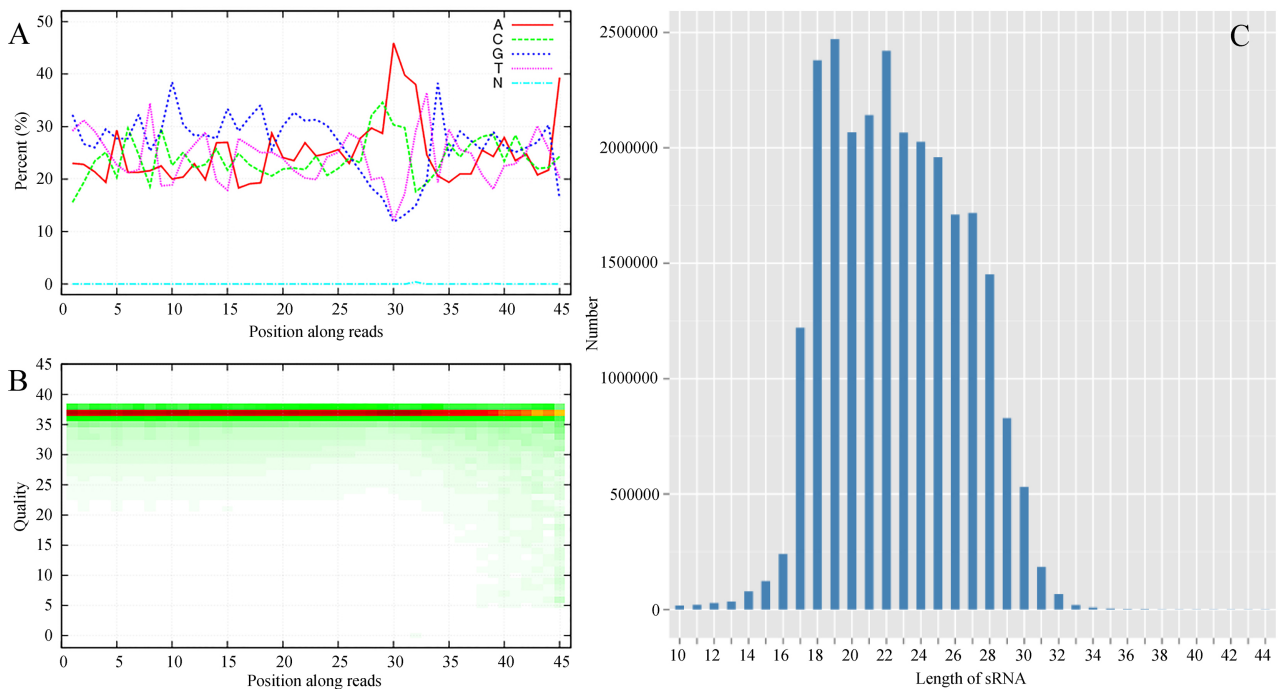 A
50
40
30
20
10
0
Percent (%)
A
C
G
T
N
0 5 10 15 20 25 30 35 40 45
Position along reads
B
45
40
35
30
25
20
15
10
5
0
Quality
0 5 10 15 20 25 30 35 40 45
Position along reads
C
2500000
2000000
1500000
1000000
500000
0
Number
10 12 14 16 18 20 22 24 26 28 30 32 34 36 38 40 42 44
Length of sRNA